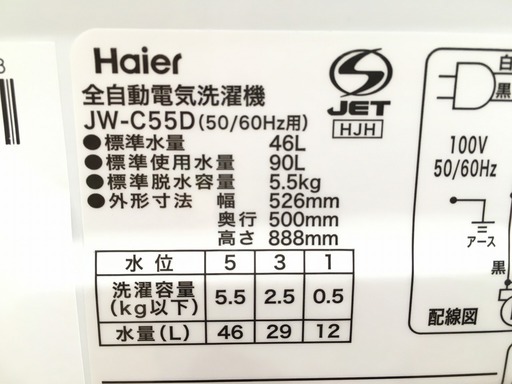 8
Haier
全自動電気洗濯機
JW-C55D(50/60Hz用)
●標準水量 46L
●標準使用水量 90L
●標準脱水容量 5.5kg
●外形寸法 幅 526mm
奥行 500mm
高さ 888mm
水位 5 3 1
洗濯容量(kg以下) 5.5 2.5 0.5
水量(L) 46 29 12
S
JET
HJH
白
黒
100V
50/60Hz
アース
黒
配線図